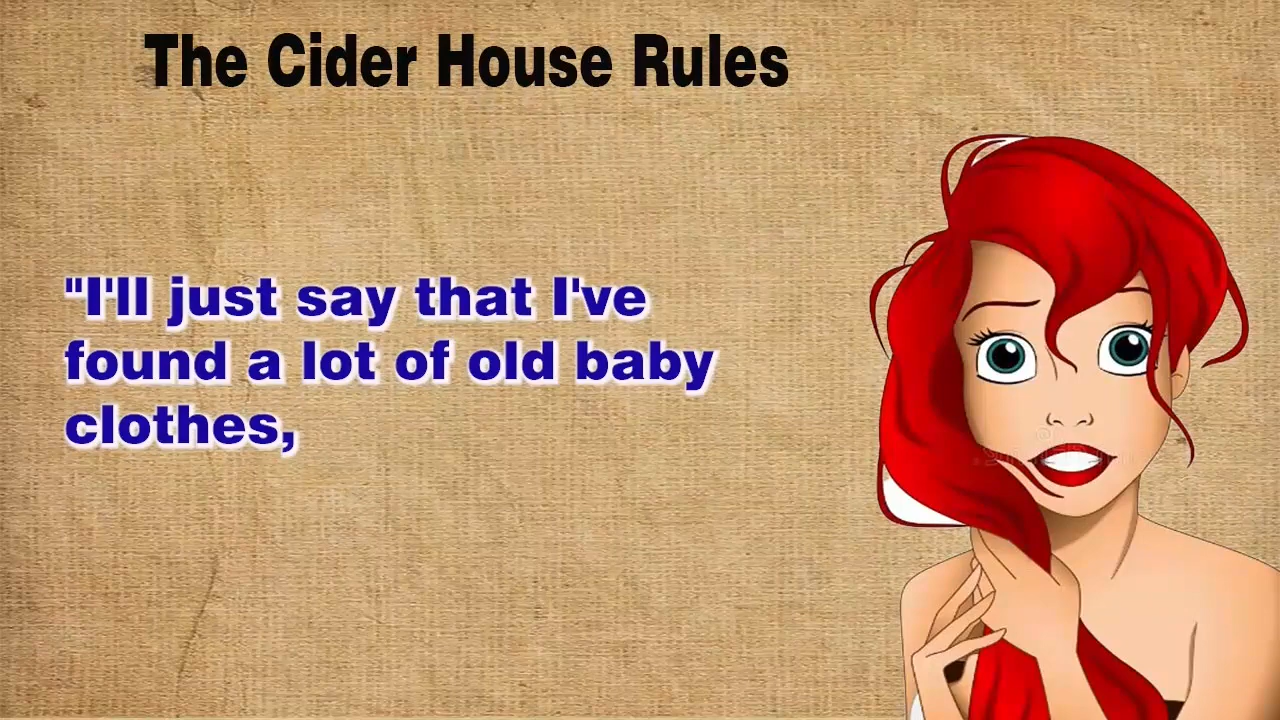 The Cider House Rules
"I'll just say that I've
found a lot of old baby
clothes,